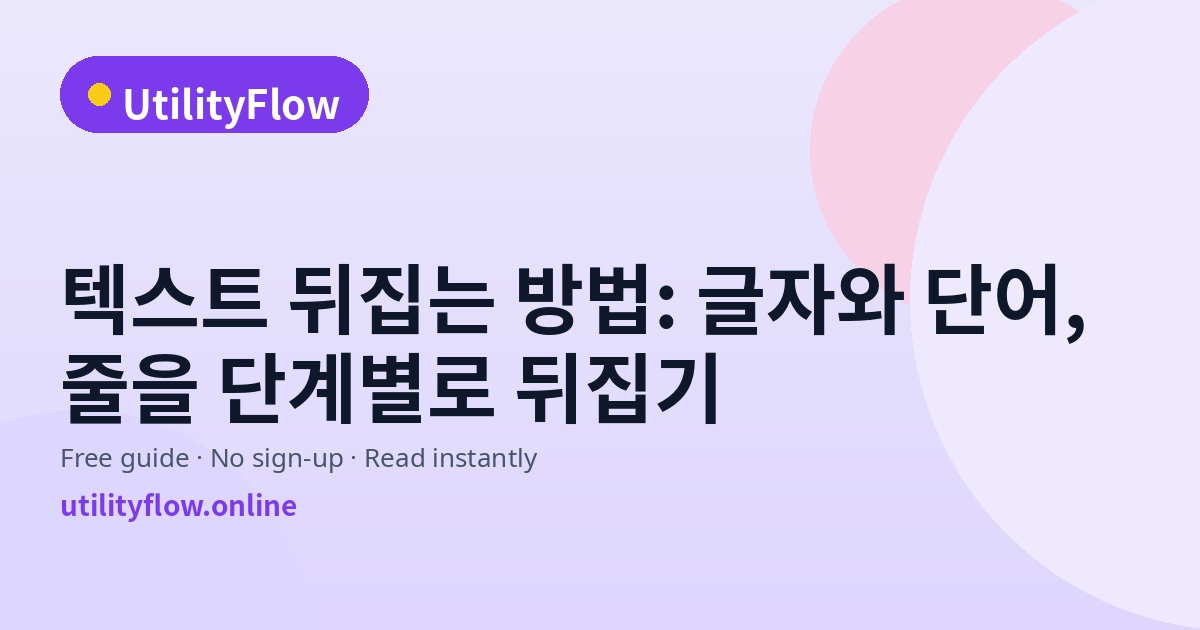 UtilityFlow
텍스트 뒤집는 방법: 글자와 단어,
줄을 단계별로 뒤집기
Free guide · No sign-up · Read instantly
utilityflow.online